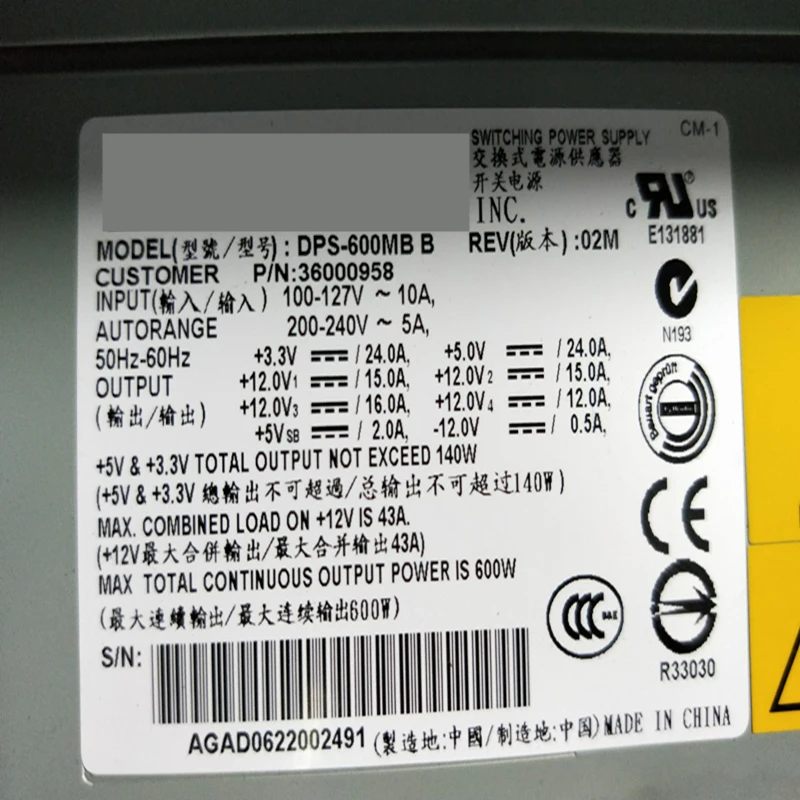 SWITCHING POWER SUPPLY CM-1
交換式電源供應器
开关电源
INC.
C US
E131881
MODEL(型號/型号) : DPS-600MB B REV(版本) :02M
CUSTOMER P/N:36000958
INPUT(輸入/输入) 100-127V ~ 10A,
AUTORANGE 200-240V ~ 5A,
N193
50Hz-60Hz +3.3V / 24.0A, +5.0V / 24.0A,
OUTPUT +12.0V1 / 15.0A, +12.0V2 / 15.0A,
(輸出/输出) +12.0V3 / 16.0A, +12.0V4 / 12.0A,
+5VSB / 2.0A, -12.0V / 0.5A,
Bauart geprüft
+5V & +3.3V TOTAL OUTPUT NOT EXCEED 140W
(+5V & +3.3V 總輸出不可超過/总输出不可超过140W)
MAX. COMBINED LOAD ON +12V IS 43A.
(+12V最大合併輸出/最大合并输出43A)
CE
MAX TOTAL CONTINUOUS OUTPUT POWER IS 600W
(最大連續輸出/最大连续输出600W)
S/N:
R33030
AGAD0622002491 (製造地:中國/制造地:中国)MADE IN CHINA